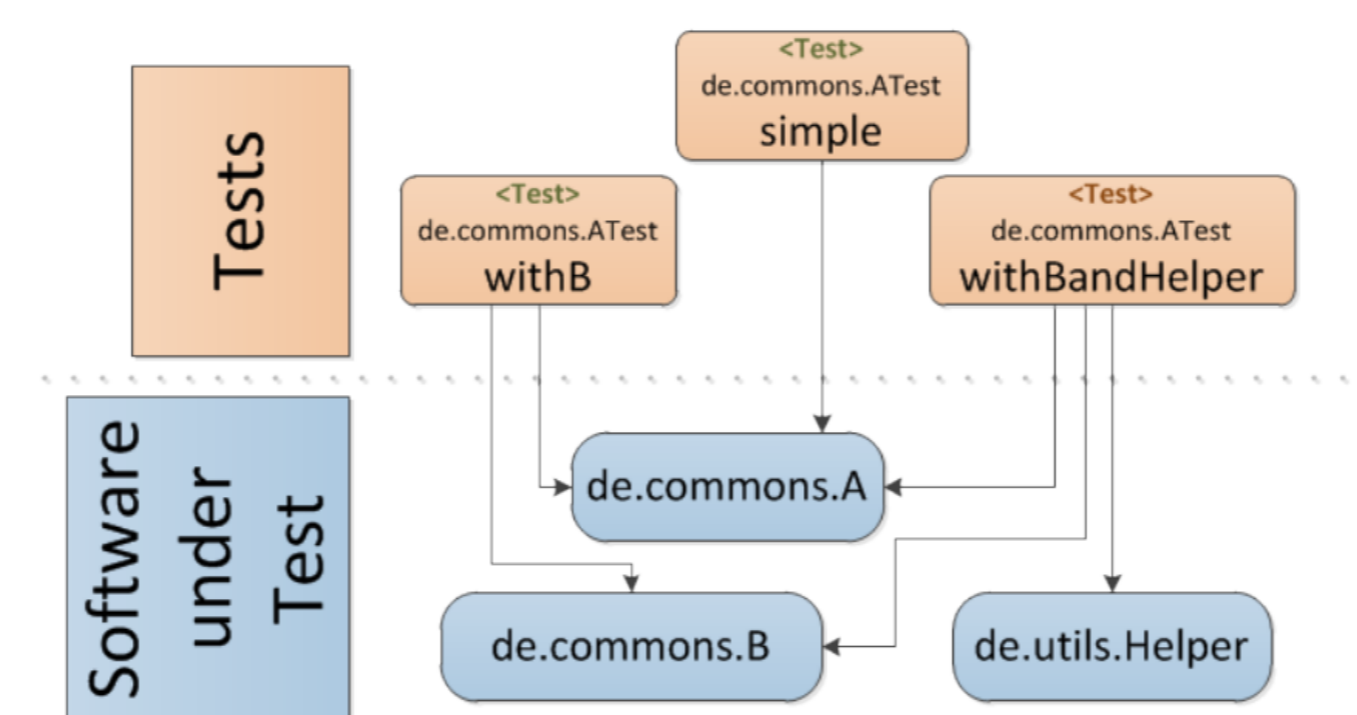 Tests
<Test>
de.commons.ATest
simple
<Test>
de.commons.ATest
withB
<Test>
de.commons.ATest
withBandHelper
Software
under
Test
de.commons.A
de.commons.B
de.utils.Helper